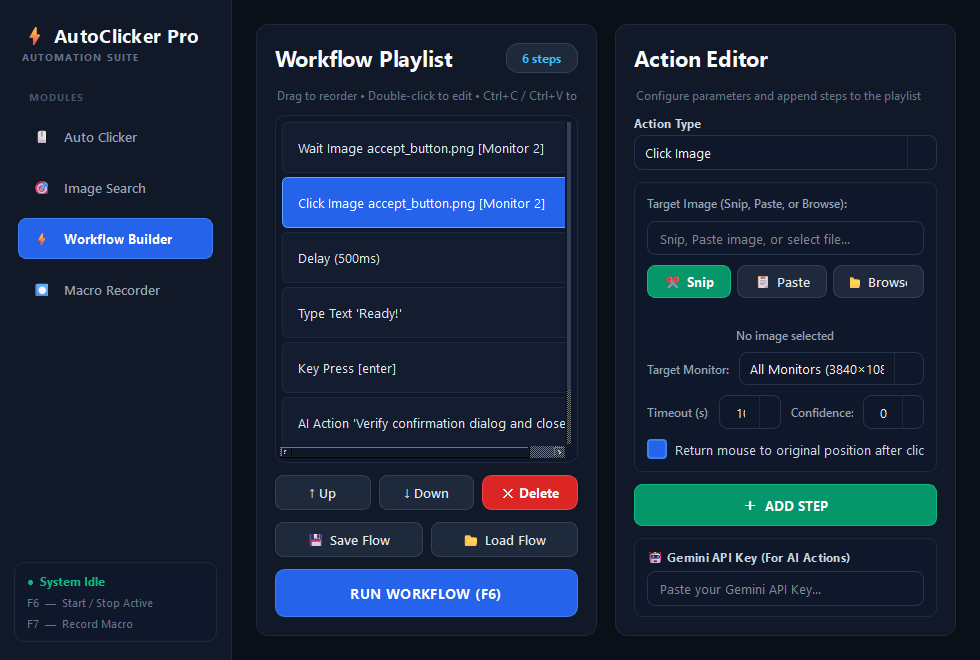 AutoClicker Pro
AUTOMATION SUITE
MODULES
Auto Clicker
Image Search
Workflow Builder
Macro Recorder
● System Idle
F6 — Start / Stop Active
F7 — Record Macro
Workflow Playlist
6 steps
Drag to reorder • Double-click to edit • Ctrl+C / Ctrl+V to
Wait Image accept_button.png [Monitor 2]
Click Image accept_button.png [Monitor 2]
Delay (500ms)
Type Text 'Ready!'
Key Press [enter]
AI Action 'Verify confirmation dialog and close
↑ Up
↓ Down
✕ Delete
Save Flow
Load Flow
RUN WORKFLOW (F6)
Action Editor
Configure parameters and append steps to the playlist
Action Type
Click Image
Target Image (Snip, Paste, or Browse):
Snip, Paste image, or select file...
Snip
Paste
Browse
No image selected
Target Monitor:
All Monitors (3840×108
Timeout (s)
10
Confidence:
0
Return mouse to original position after clic
+ ADD STEP
Gemini API Key (For AI Actions)
Paste your Gemini API Key...